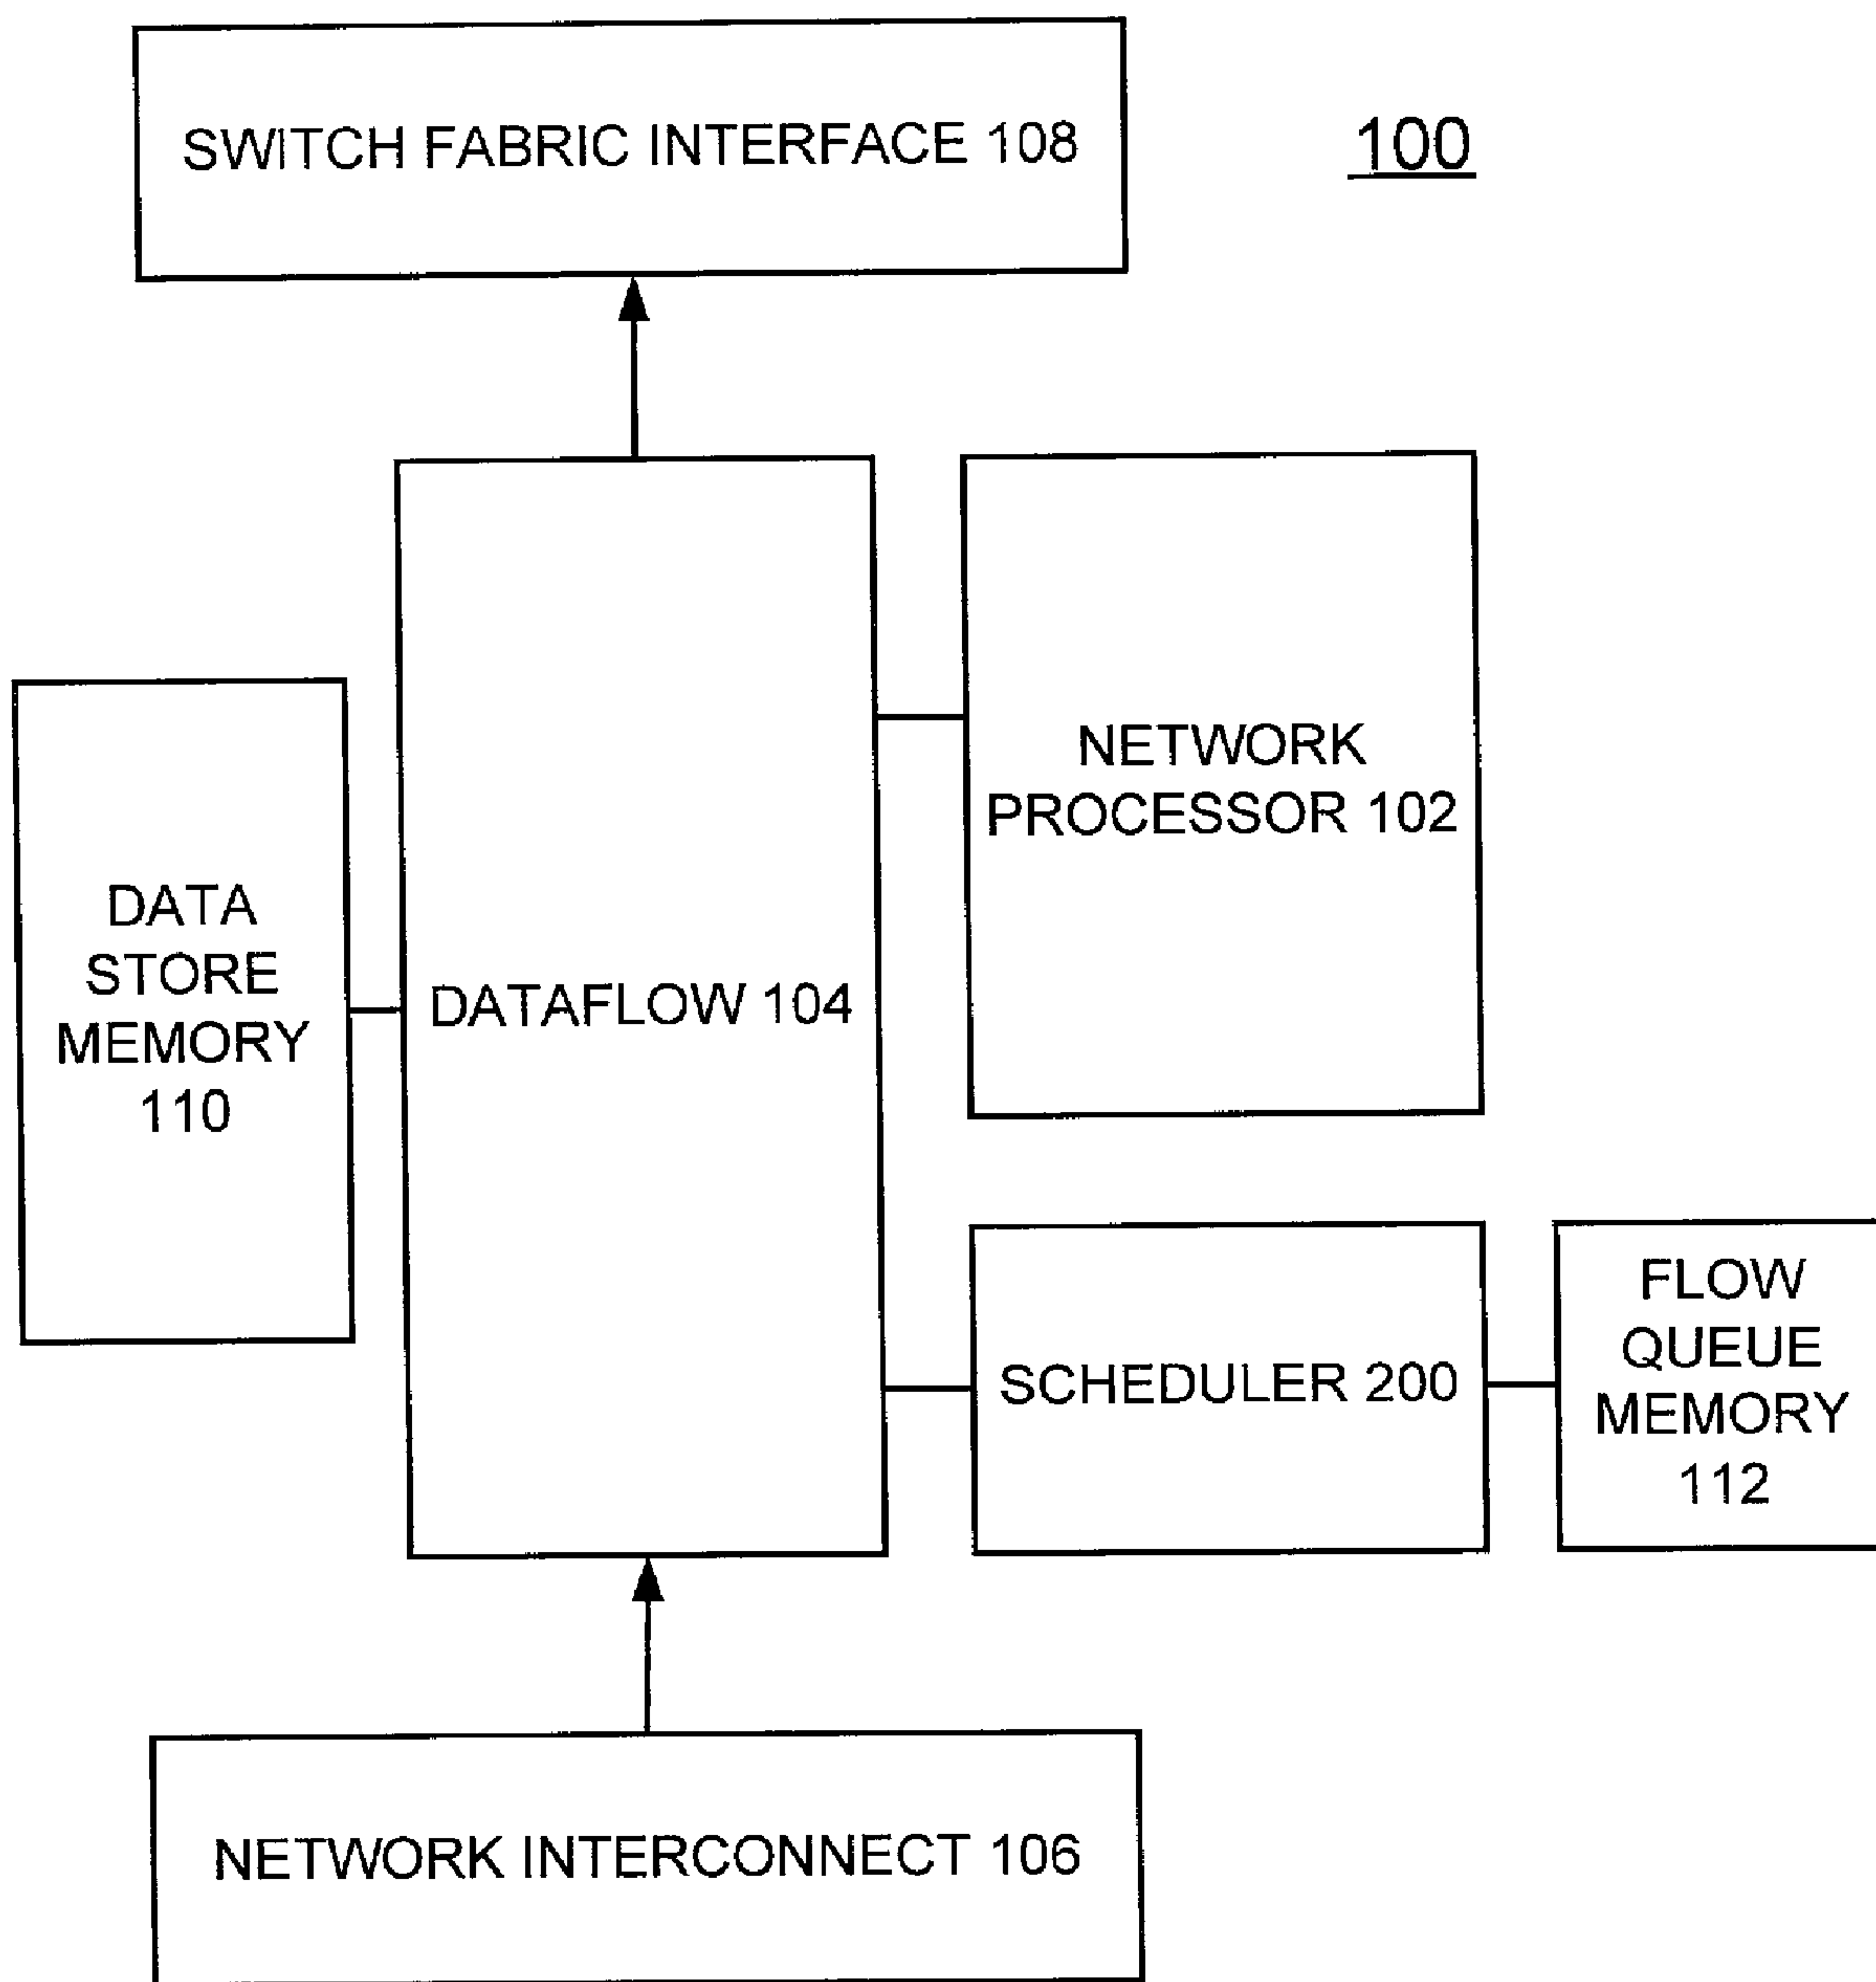 SWITCH FABRIC INTERFACE 108
100
NETWORK
PROCESSOR 102
DATA
STORE
MEMORY
110
DATAFLOW 104
SCHEDULER 200
FLOW
QUEUE
MEMORY
112
NETWORK INTERCONNECT 106